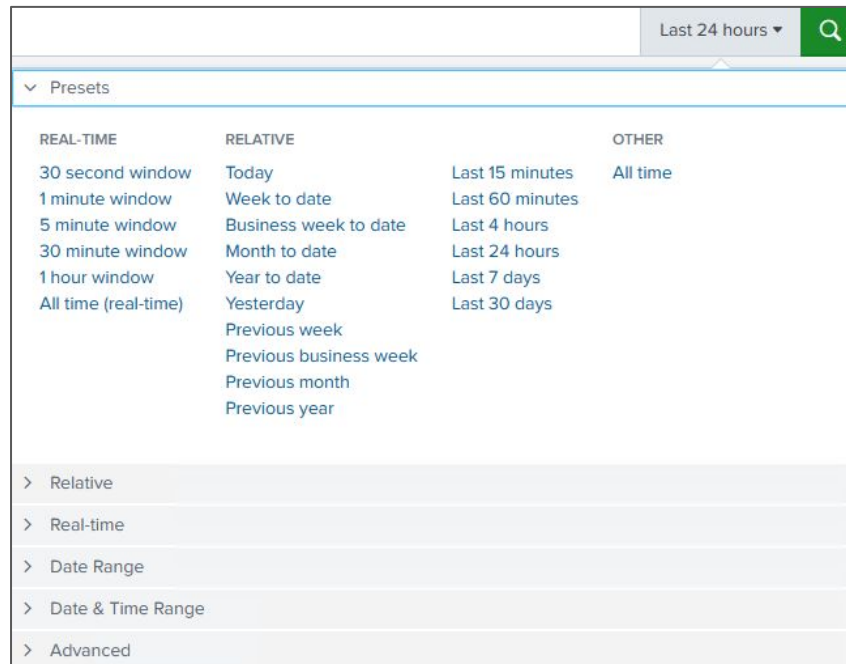 Last 24 hours
Presets
REAL-TIME
30 second window
1 minute window
5 minute window
30 minute window
1 hour window
All time (real-time)
RELATIVE
Today
Week to date
Business week to date
Month to date
Year to date
Yesterday
Previous week
Previous business week
Previous month
Previous year
Last 15 minutes
Last 60 minutes
Last 4 hours
Last 24 hours
Last 7 days
Last 30 days
OTHER
All time
Relative
Real-time
Date Range
Date & Time Range
Advanced